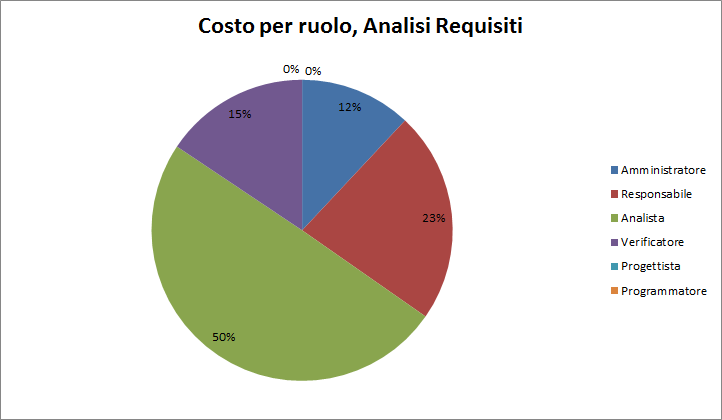 Costo per ruolo, Analisi Requisiti
0% 0%
15% 12%
23%
50%
Amministratore
Responsabile
Analista
Verificatore
Progettista
Programmatore